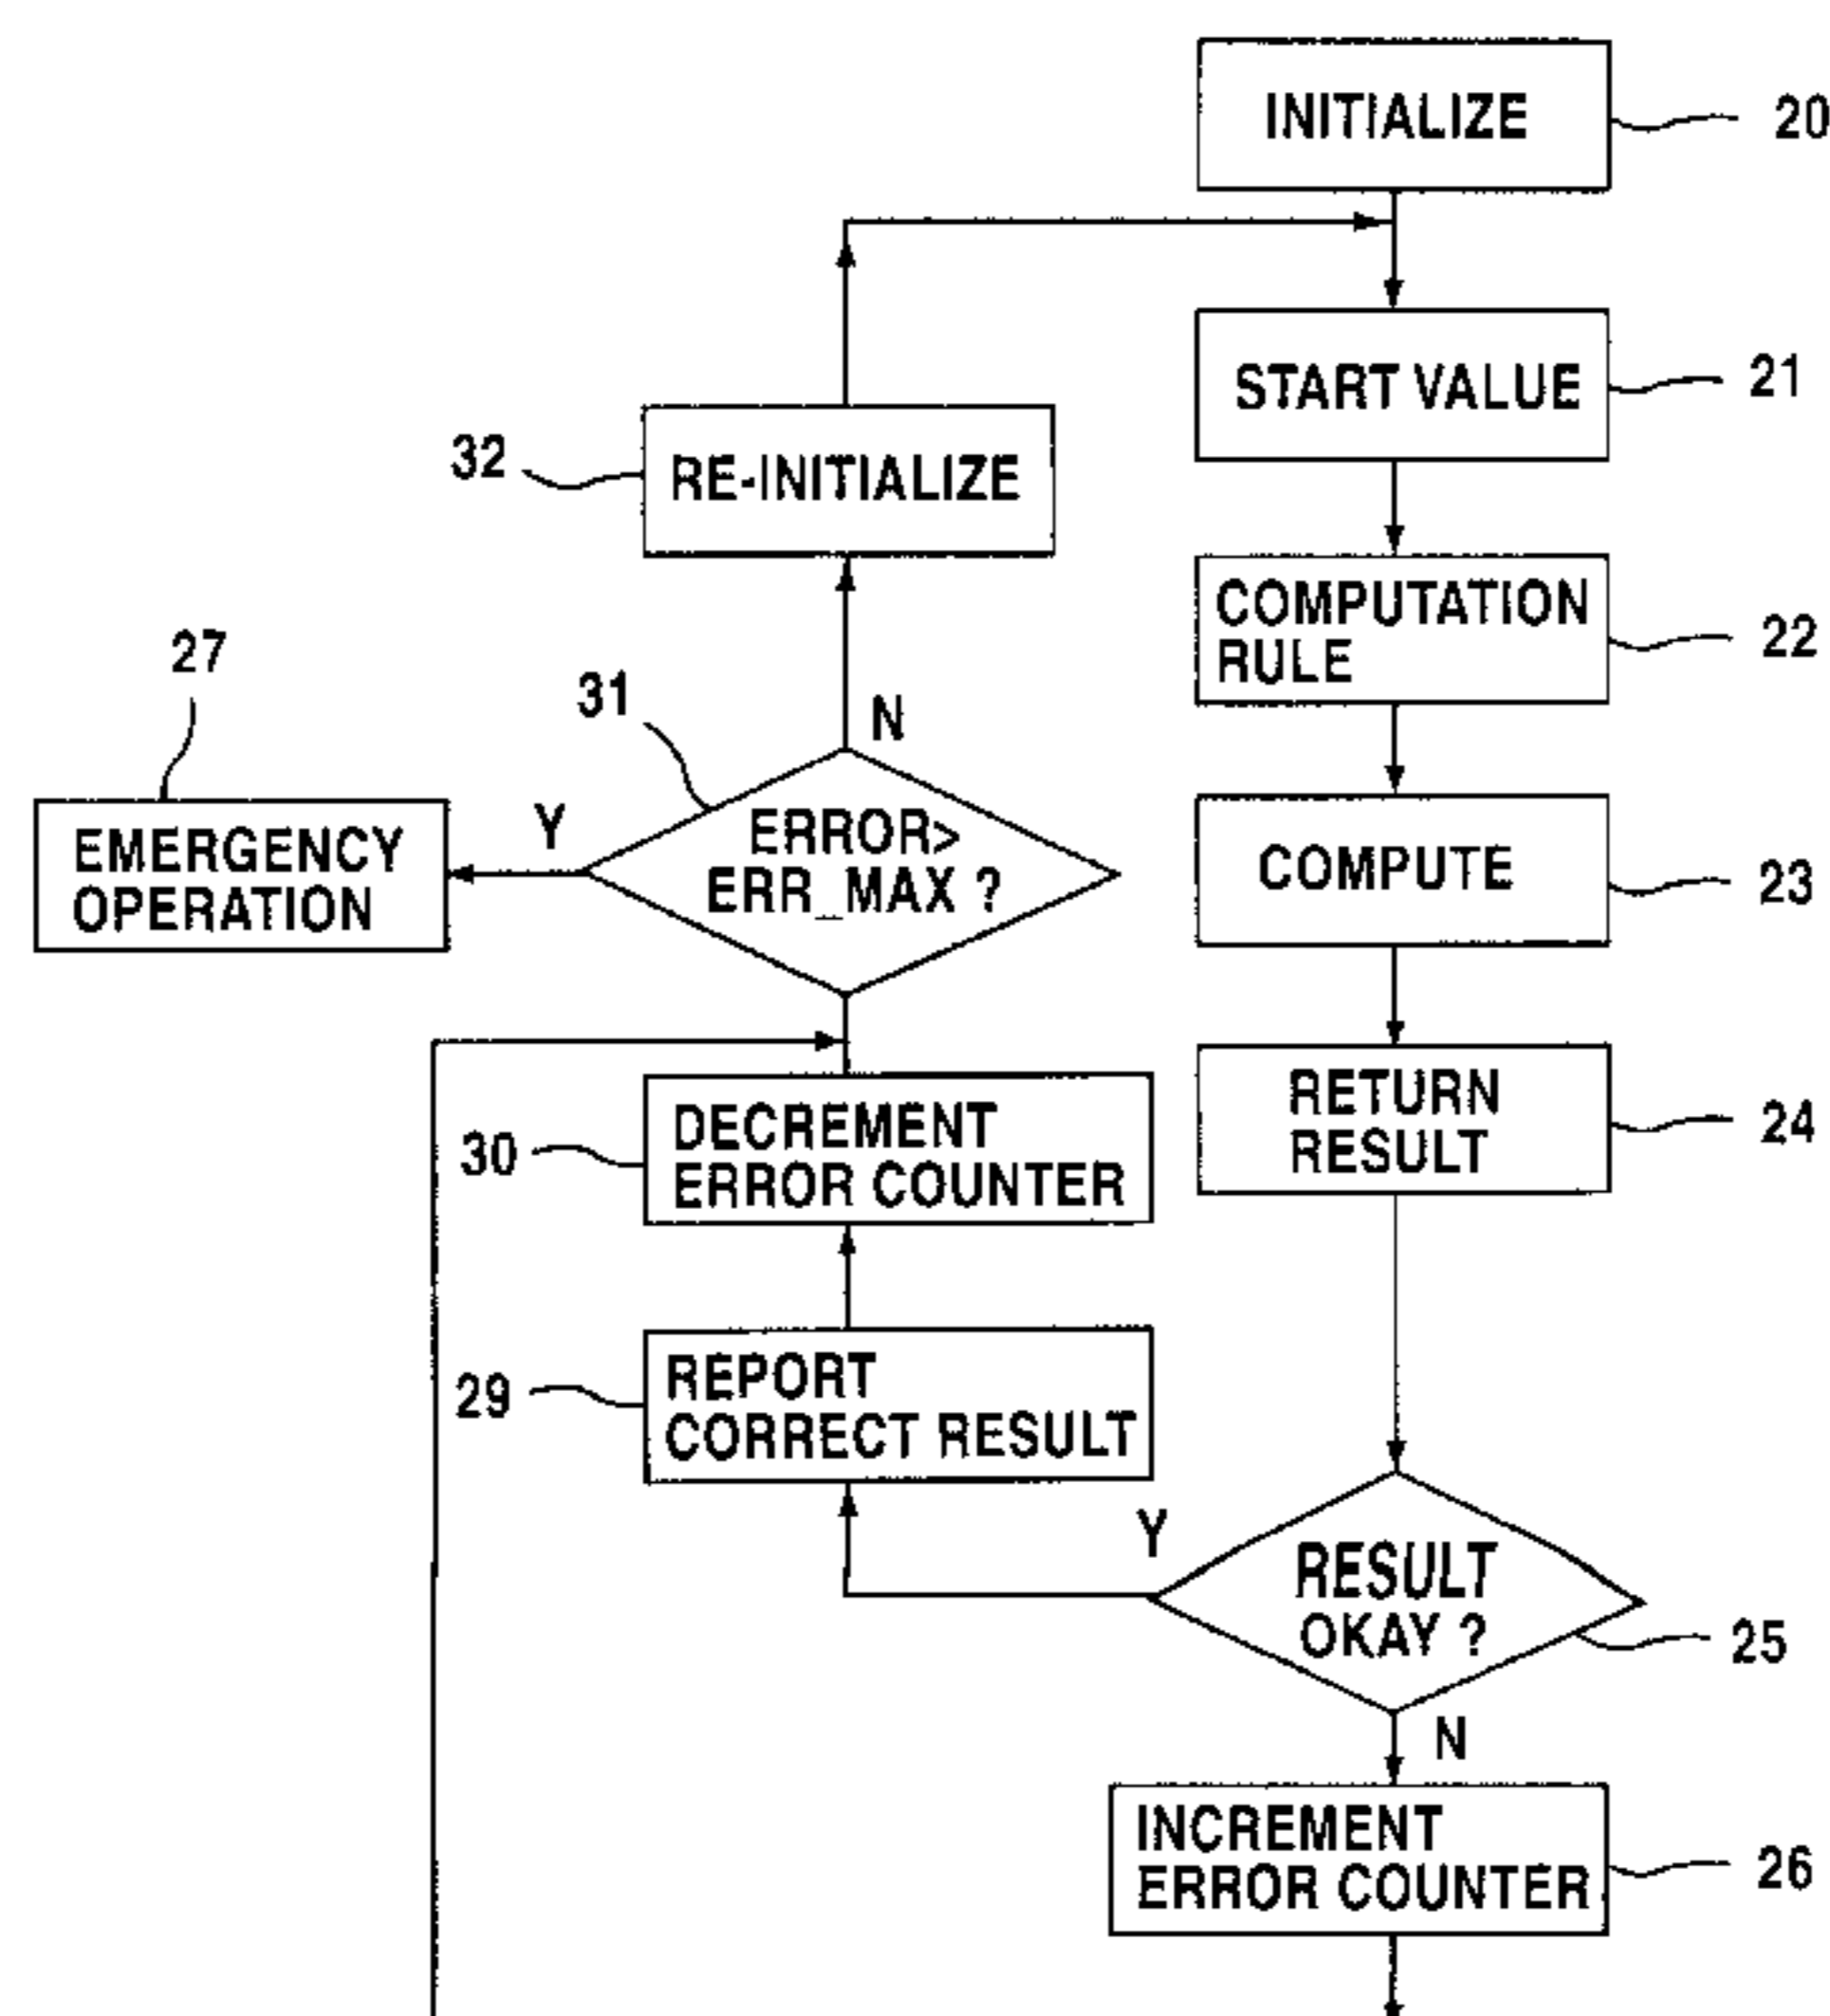 INITIALIZE
20
START VALUE
21
32
RE-INITIALIZE
COMPUTATION
RULE
22
27
31
N
Y
EMERGENCY
OPERATION
ERROR>
ERR_MAX ?
COMPUTE
23
RETURN
RESULT
24
30
DECREMENT
ERROR COUNTER
29
REPORT
CORRECT RESULT
Y
RESULT
OKAY ?
25
N
INCREMENT
ERROR COUNTER
26